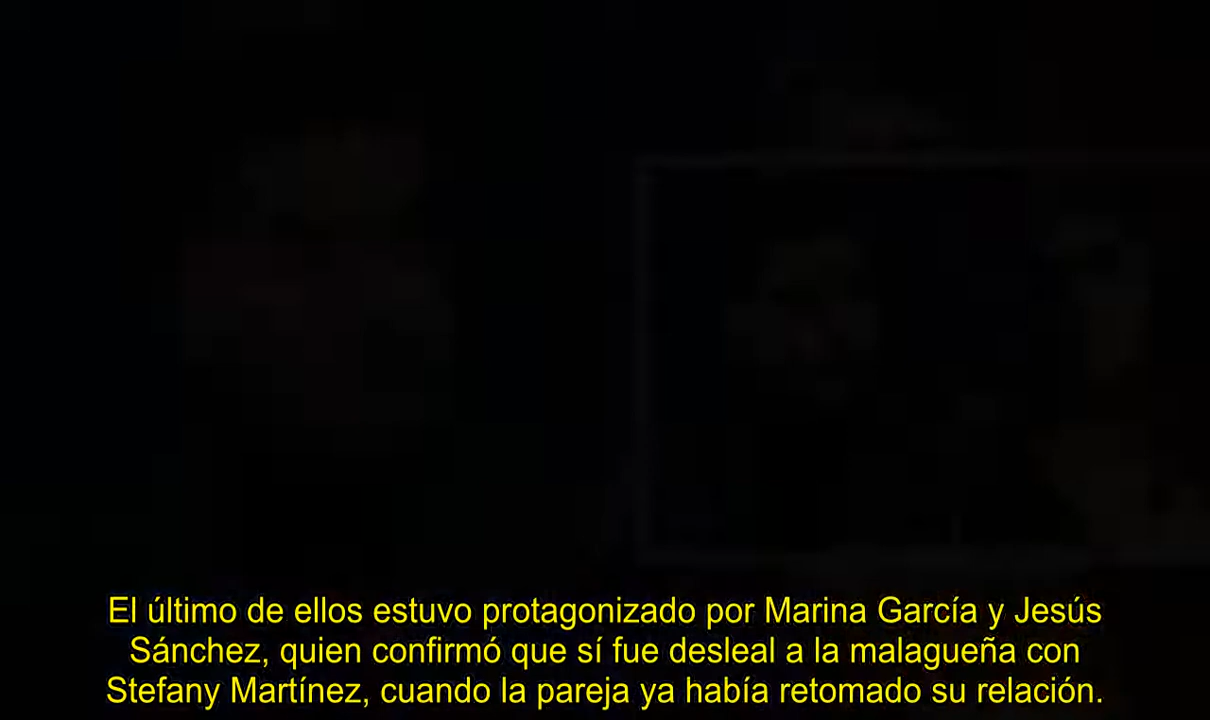 El último de ellos estuvo protagonizado por Marina García y Jesús
Sánchez, quien confirmó que sí fue desleal a la malagueña con
Stefany Martínez, cuando la pareja ya había retomado su relación.